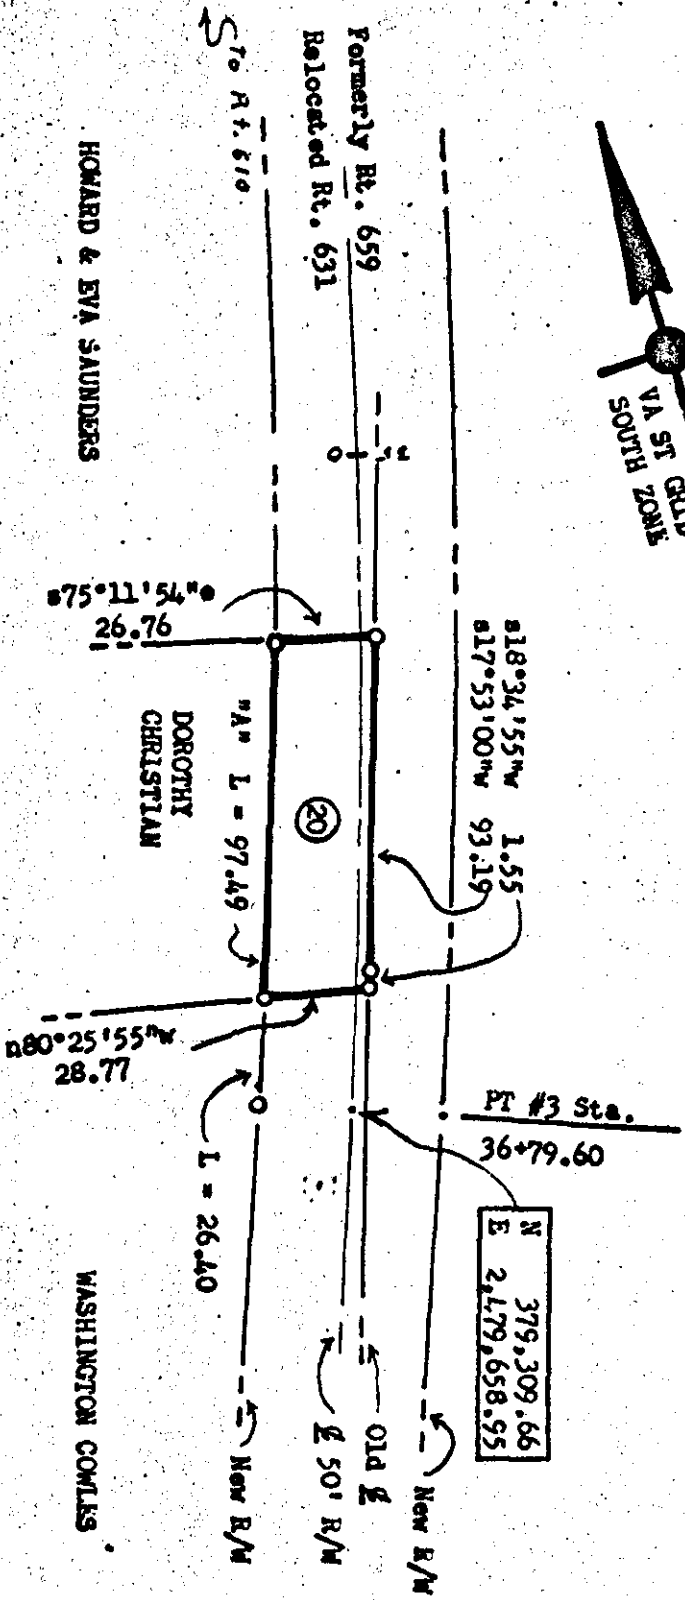 To Rt. 610
Formerly Rt. 659
Relocated Rt. 631
VA ST GRID
SOUTH ZONE
HOWARD & EVA SAUNDERS
s75°11'54"e
26.76
s18°34'55"w 1.55
s17°53'00"w 93.19
DOROTHY
CHRISTIAN
"A" L = 97.49
20
n80°25'55"w
28.77
L = 26.40
PT #3 Sta.
36+79.60
N 379,309.66
E 2,479,658.95
WASHINGTON COWLES
New R/W
₵ 50' R/W
Old ₵
New R/W